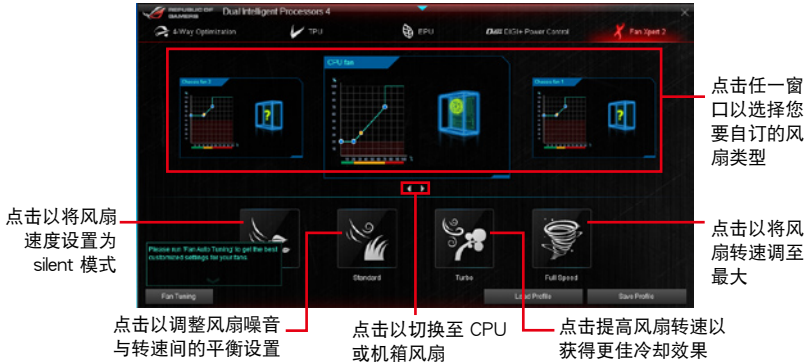 REPUBLIC OF GAMERS
Dual Intelligent Processors 4
4-Way Optimization
TPU
EPU
DIGI+ Power Control
Fan Xpert 2
Chassis fan 3
CPU fan
Chassis fan 1
点击任一窗
口以选择您
要自订的风
扇类型
点击以将风扇
速度设置为
silent 模式
Please run 'Fan Auto Tuning' to get the best
customized settings for your fans.
Standard
Turbo
Full Speed
点击以将风
扇转速调至
最大
Fan Tuning
Load Profile
Save Profile
点击以调整风扇噪音
与转速间的平衡设置
点击以切换至 CPU
或机箱风扇
点击提高风扇转速以
获得更佳冷却效果